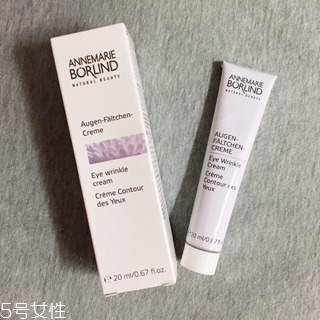 ANNEMARIE
BÖRLIND
NATURAL BEAUTY
Augen-Fältchen-
Creme
Eye wrinkle
cream
Crème Contour
des Yeux
e 20 ml/0.67 fl.oz.
ANNEMARIE
BÖRLIND
NATURAL BEAUTY
AUGEN-
FÄLTCHEN-
CREME
Eye Wrinkle
Cream
Crème
Contour
des Yeux
e 20 ml/0.67 fl.oz.
5号女性